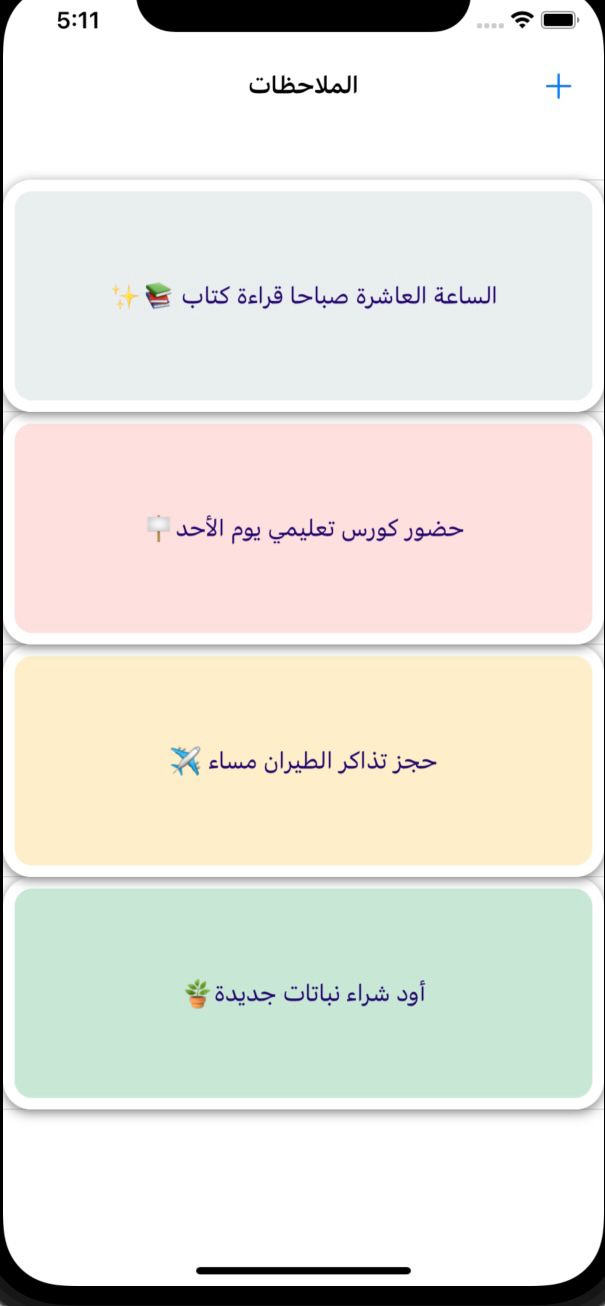 5:11
الملاحظات
الساعة العاشرة صباحا قراءة كتاب 📚✨
حضور كورس تعليمي يوم الأحد🪧
حجز تذاكر الطيران مساء ✈️
أود شراء نباتات جديدة🪴